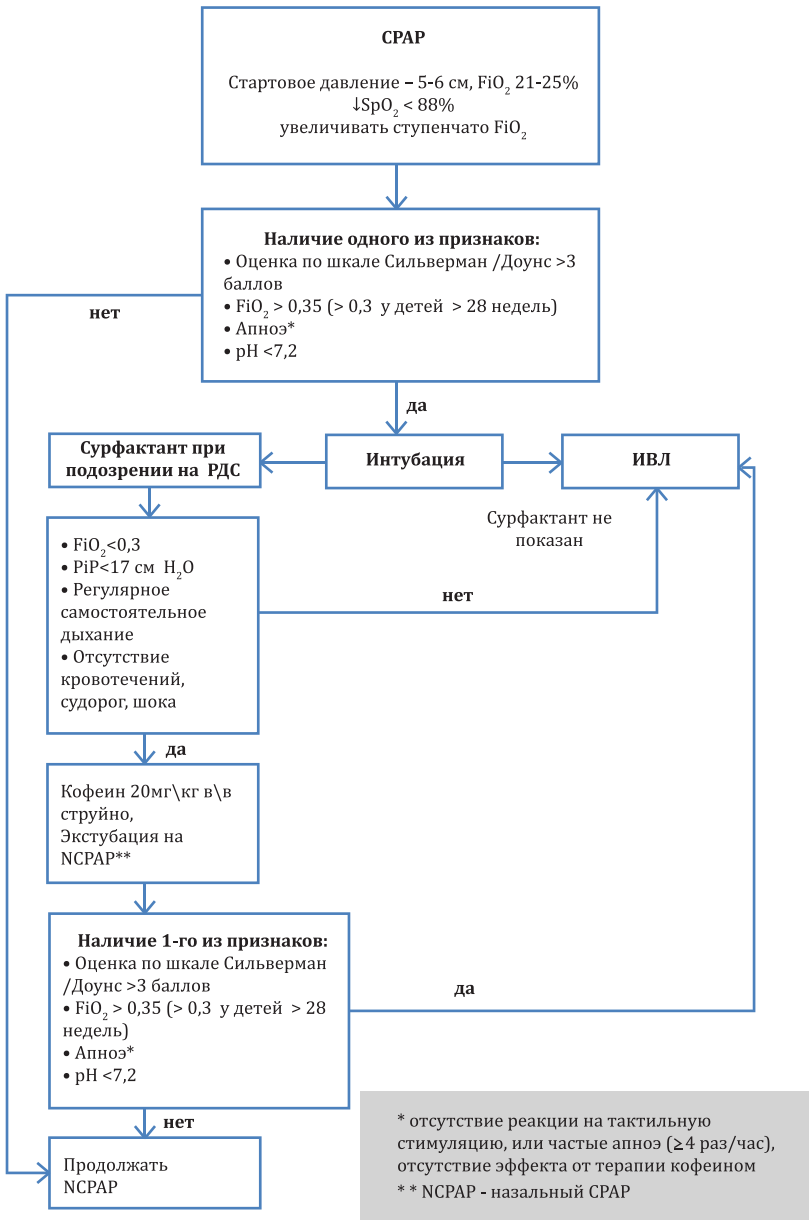 CPAP
Стартовое давление – 5-6 см, FiO₂ 21-25%
↓SpO₂ < 88%
увеличивать ступенчато FiO₂
Наличие одного из признаков:
• Оценка по шкале Сильверман /Доунс >3
баллов
• FiO₂ > 0,35 (> 0,3 у детей > 28 недель)
• Апноэ*
• pH <7,2
нет
да
Сурфактант при
подозрении на РДС
Интубация
ИВЛ
Сурфактант не
показан
• FiO₂<0,3
• PiP<17 см H₂O
• Регулярное
самостоятельное
дыхание
• Отсутствие
кровотечений,
судорог, шока
нет
да
Кофеин 20мг\кг в\в
струйно,
Экстубация на
NCPAP**
Наличие 1-го из признаков:
• Оценка по шкале Сильверман
/Доунс >3 баллов
• FiO₂ > 0,35 (> 0,3 у детей > 28
недель)
• Апноэ*
• pH <7,2
да
нет
Продолжать
NCPAP
* отсутствие реакции на тактильную
стимуляцию, или частые апноэ (≥4 раз/час),
отсутствие эффекта от терапии кофеином
* * NCPAP - назальный CPAP